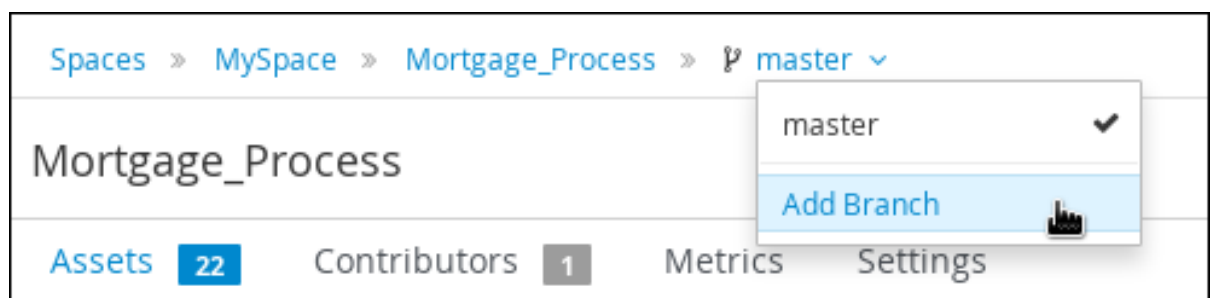 Spaces » MySpace » Mortgage_Process » master
master
Mortgage_Process
Add Branch
Assets 22 Contributors 1 Metrics Settings